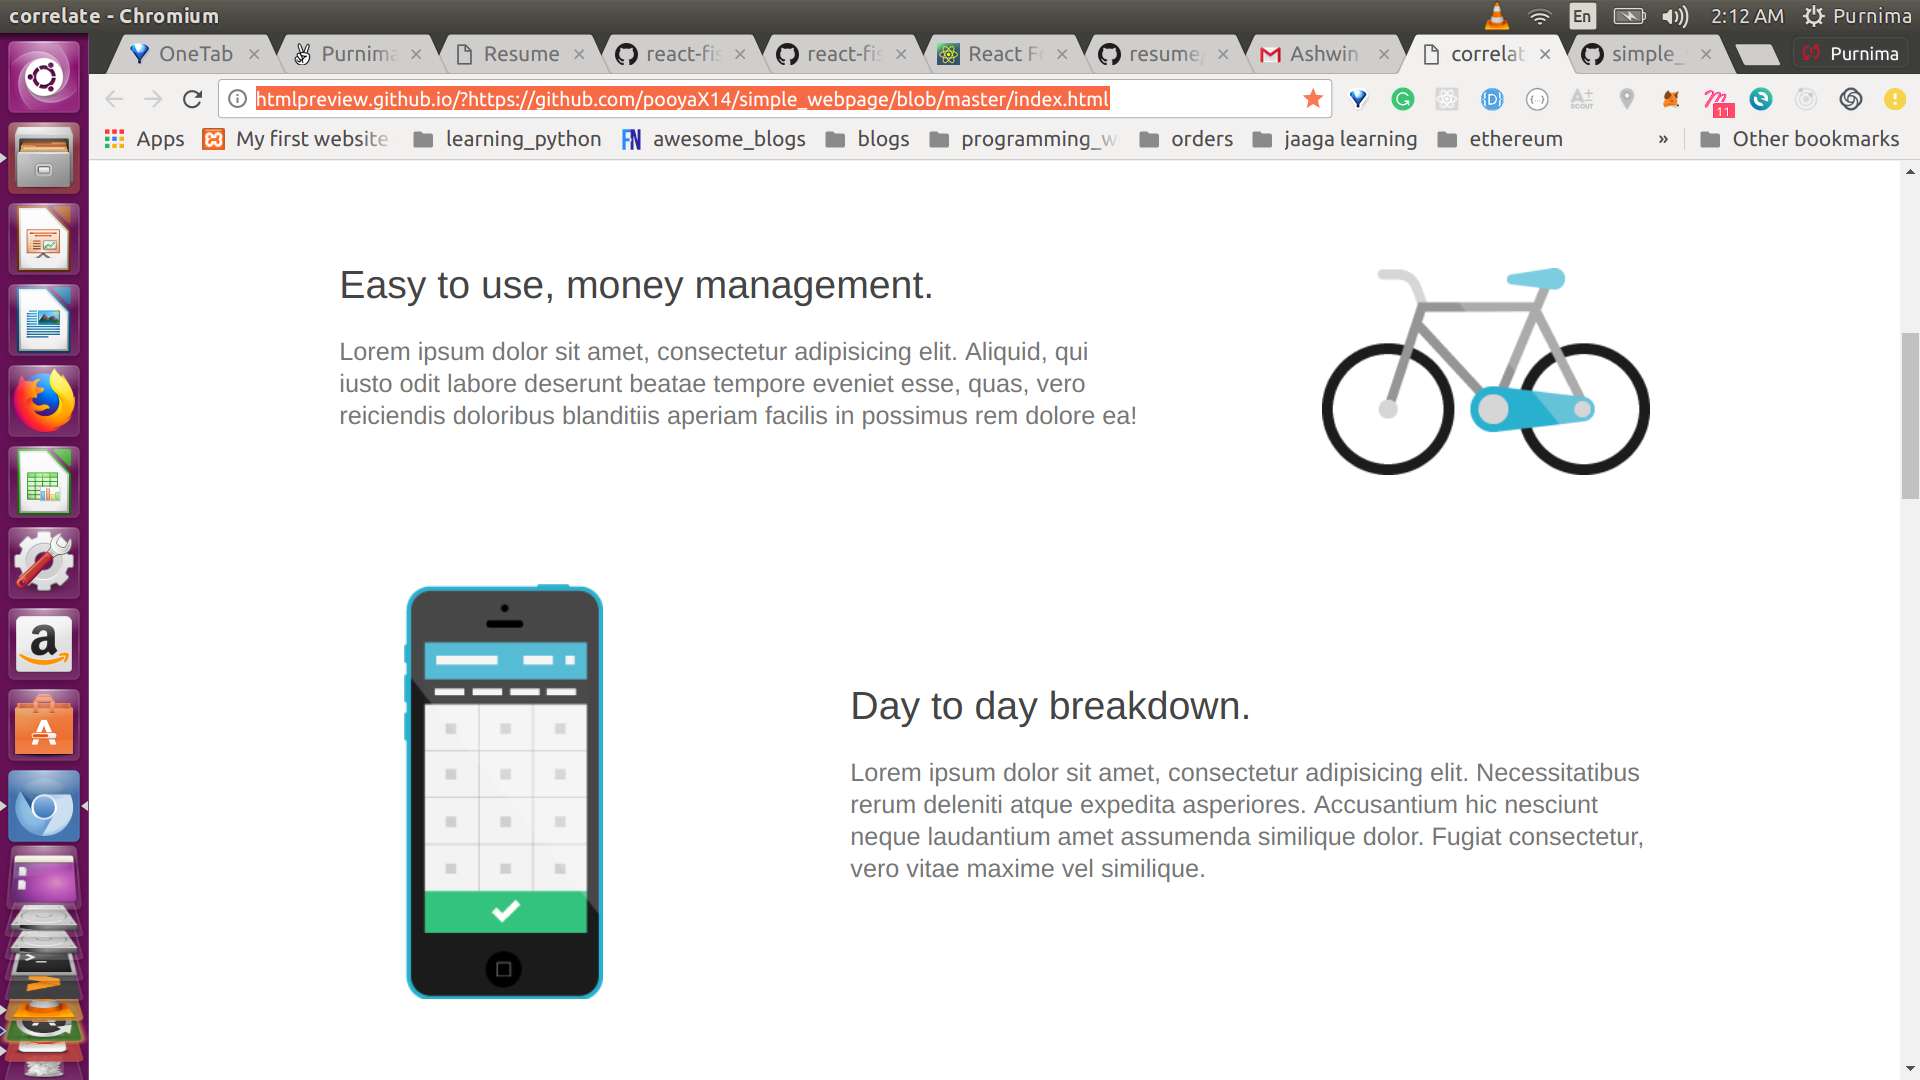 correlate - Chromium
En
2:12 AM
Purnima
OneTab
Purnima
Resume
react-fis
react-fis
React Fo
resume/
Ashwin
correlat
simple_
Purnima
htmlpreview.github.io/?https://github.com/pooyaX14/simple_webpage/blob/master/index.html
11
Apps
My first website
learning_python
awesome_blogs
blogs
programming_w
orders
jaaga learning
ethereum
»
Other bookmarks
Easy to use, money management.
Lorem ipsum dolor sit amet, consectetur adipisicing elit. Aliquid, qui
iusto odit labore deserunt beatae tempore eveniet esse, quas, vero
reiciendis doloribus blanditiis aperiam facilis in possimus rem dolore ea!
Day to day breakdown.
Lorem ipsum dolor sit amet, consectetur adipisicing elit. Necessitatibus
rerum deleniti atque expedita asperiores. Accusantium hic nesciunt
neque laudantium amet assumenda similique dolor. Fugiat consectetur,
vero vitae maxime vel similique.